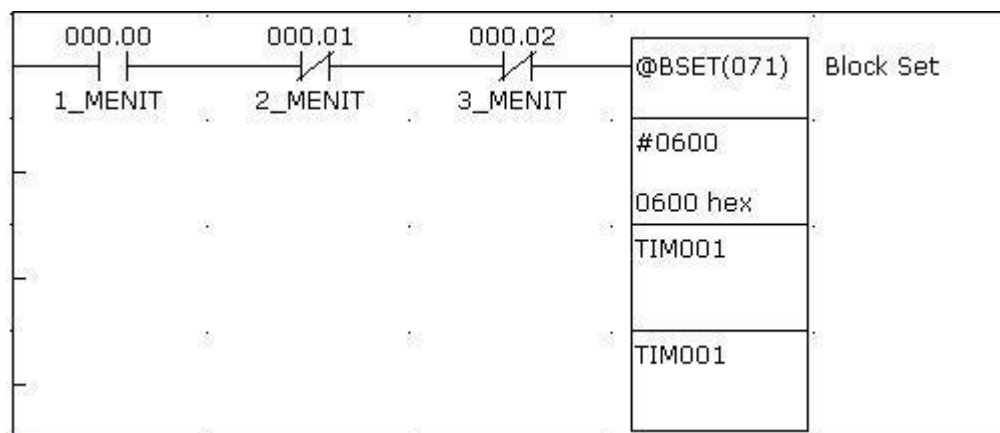 000.00 000.01 000.02
@BSET(071) Block Set
1_MENIT 2_MENIT 3_MENIT
#0600
0600 hex
TIM001
TIM001